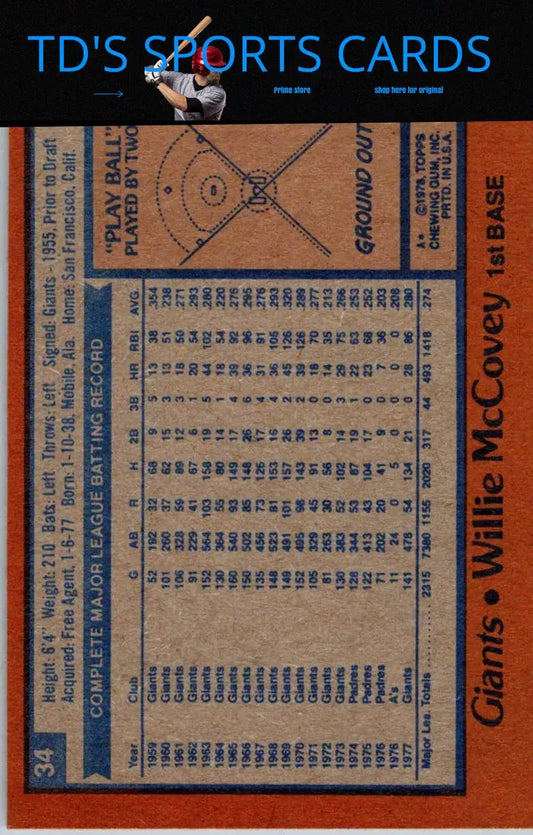 TD'S SPORTS CARDS
Prime store
shop here for original
34
Height: 6'4" Weight: 210 Bats: Left Throws: Left Signed: Giants - 1955, Prior to Draft
Acquired: Free Agent, 1-6-77 Born: 1-10-38, Mobile, Ala. Home: San Francisco, Calif.
COMPLETE MAJOR LEAGUE BATTING RECORD
Year Club G AB R H 2B 3B HR RBI AVG.
1959 Giants 52 192 32 68 9 5 13 38 .354
1960 Giants 101 260 37 62 15 3 13 51 .238
1961 Giants 106 328 59 89 12 3 18 50 .271
1962 Giants 91 229 41 67 6 1 20 54 .293
1963 Giants 152 564 103 158 19 5 44 102 .280
1964 Giants 130 364 55 80 14 1 18 54 .220
1965 Giants 160 540 93 149 17 4 39 92 .276
1966 Giants 150 502 85 148 26 6 36 96 .295
1967 Giants 135 456 73 126 17 4 31 91 .276
1968 Giants 148 523 81 153 16 4 36 105 .293
1969 Giants 149 491 101 157 26 2 45 126 .320
1970 Giants 152 495 98 143 39 2 39 126 .289
1971 Giants 105 329 45 91 13 0 18 70 .277
1972 Giants 81 263 30 56 8 0 14 35 .213
1973 Giants 130 383 52 102 14 3 29 75 .266
1974 Padres 128 344 53 87 19 1 22 63 .253
1975 Padres 122 413 43 104 17 0 23 68 .252
1976 Padres 71 202 20 41 9 0 7 36 .203
1976 A's 11 24 0 5 0 0 0 0 .208
1977 Giants 141 478 54 134 21 0 28 86 .280
Major Leg. Totals ..... 2315 7380 1155 2020 317 44 493 1418 .274
"PLAY BALL"
PLAYED BY TWO
GROUND OUT
A* ©1978 TOPPS
CHEWING GUM, INC.
PRTD. IN U.S.A.
Giants • Willie McCovey 1st BASE